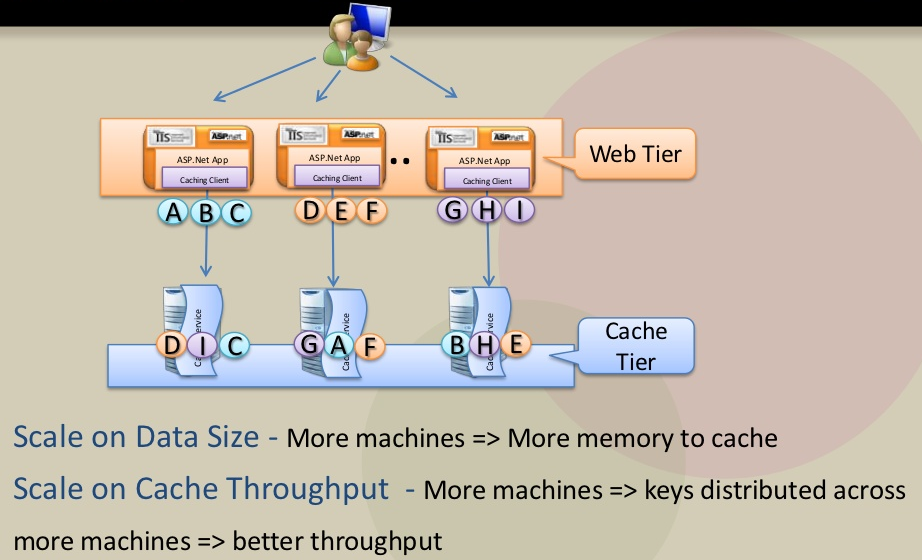 IIS ASP.net
ASP.Net App
Caching Client
IIS ASP.net
ASP.Net App
Caching Client
..
IIS ASP.net
ASP.Net App
Caching Client
Web Tier
A B C
D E F
G H I
D I C
G A F
B H E
Cache
Tier
Scale on Data Size - More machines => More memory to cache
Scale on Cache Throughput - More machines => keys distributed across
more machines => better throughput